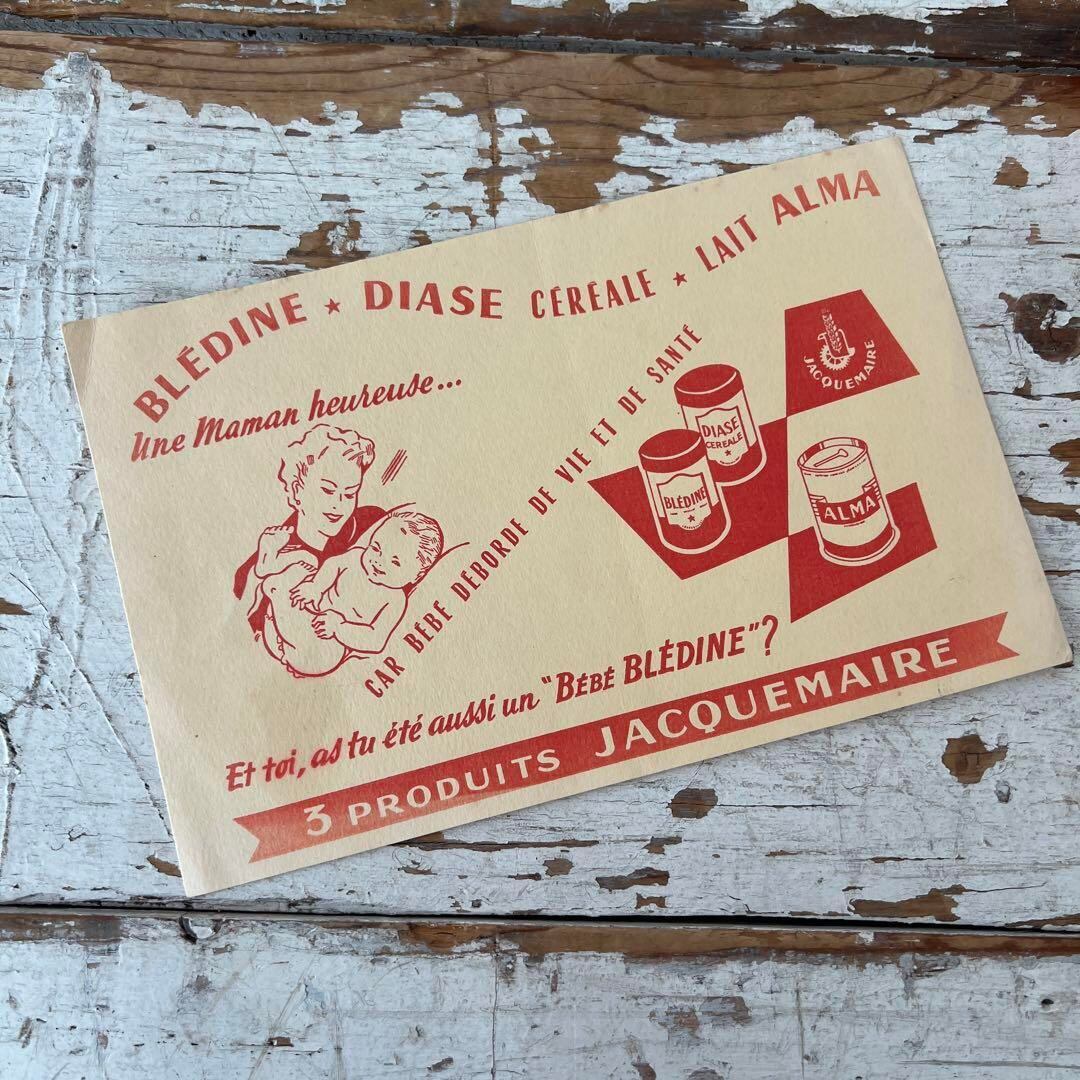 BLÉDINE ★ DIASE CÉRÉALE ★ LAIT ALMA
Une Maman heureuse...
CAR BÉBÉ DÉBORDE DE VIE ET DE SANTÉ
JACQUEMAIRE
DIASE
CEREALE
BLÉDINE
ALMA
Et toi, as tu été aussi un "BÉBÉ BLÉDINE"?
3 PRODUITS JACQUEMAIRE